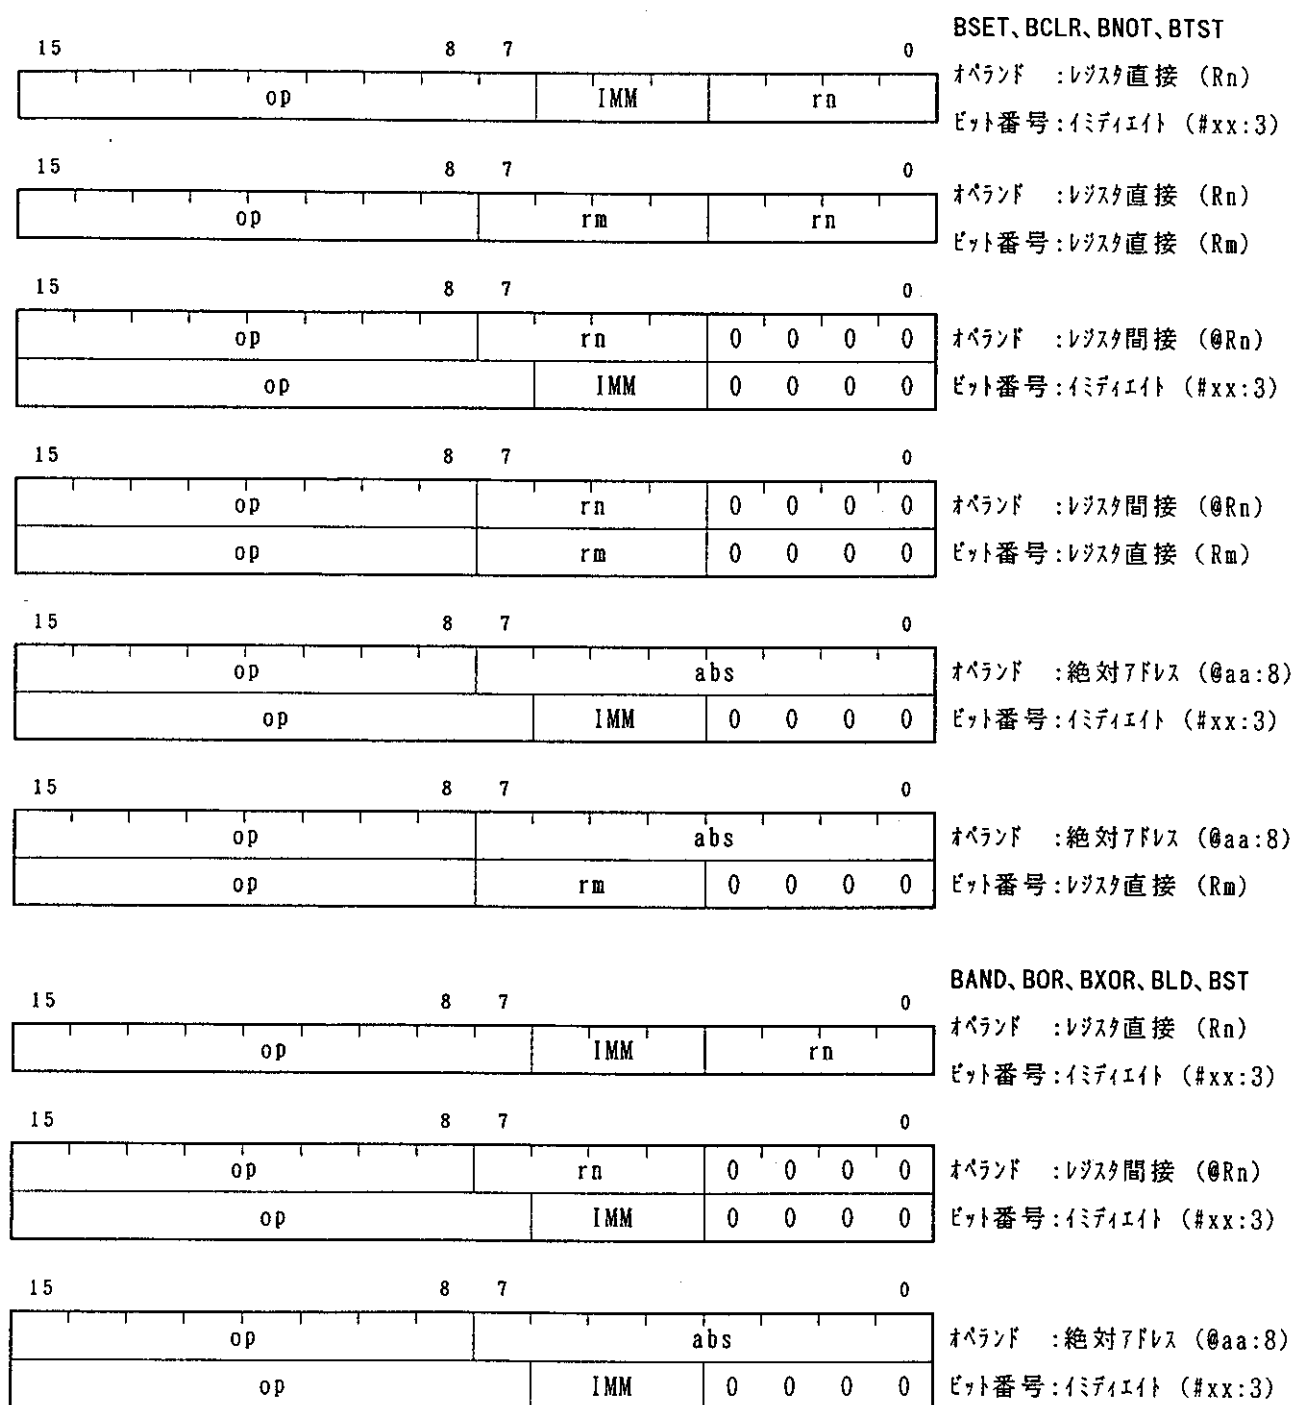 BSET、BCLR、BNOT、BTST
15 8 7 0
op IMM rn
オペランド :レジスタ直接 (Rn)
ビット番号:イミディエイト (#xx:3)
15 8 7 0
op rm rn
オペランド :レジスタ直接 (Rn)
ビット番号:レジスタ直接 (Rm)
15 8 7 0
op rn 0 0 0 0 オペランド :レジスタ間接 (@Rn)
op IMM 0 0 0 0 ビット番号:イミディエイト (#xx:3)
15 8 7 0
op rn 0 0 0 0 オペランド :レジスタ間接 (@Rn)
op rm 0 0 0 0 ビット番号:レジスタ直接 (Rm)
15 8 7 0
op abs オペランド :絶対アドレス (@aa:8)
op IMM 0 0 0 0 ビット番号:イミディエイト (#xx:3)
15 8 7 0
op abs オペランド :絶対アドレス (@aa:8)
op rm 0 0 0 0 ビット番号:レジスタ直接 (Rm)
BAND、BOR、BXOR、BLD、BST
15 8 7 0
op IMM rn
オペランド :レジスタ直接 (Rn)
ビット番号:イミディエイト (#xx:3)
15 8 7 0
op rn 0 0 0 0 オペランド :レジスタ間接 (@Rn)
op IMM 0 0 0 0 ビット番号:イミディエイト (#xx:3)
15 8 7 0
op abs オペランド :絶対アドレス (@aa:8)
op IMM 0 0 0 0 ビット番号:イミディエイト (#xx:3)